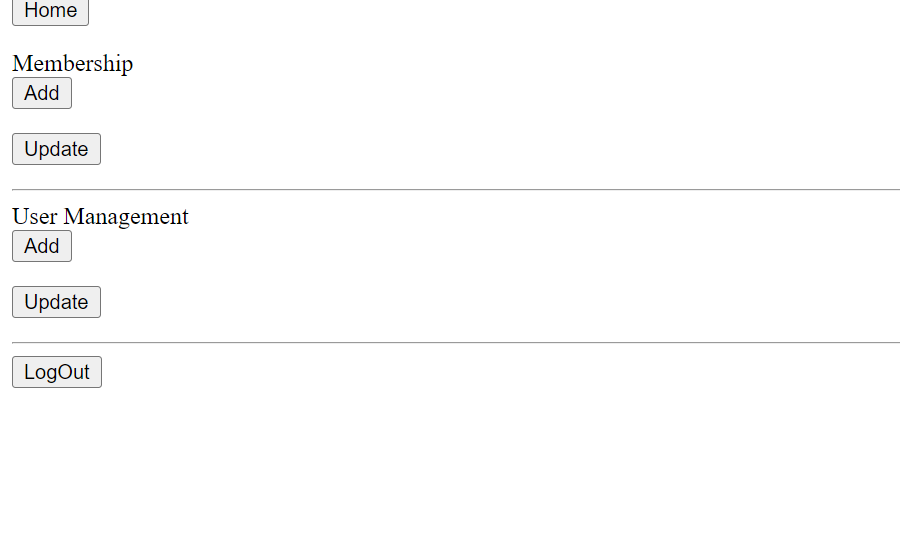 Home
Membership
Add
Update
User Management
Add
Update
LogOut